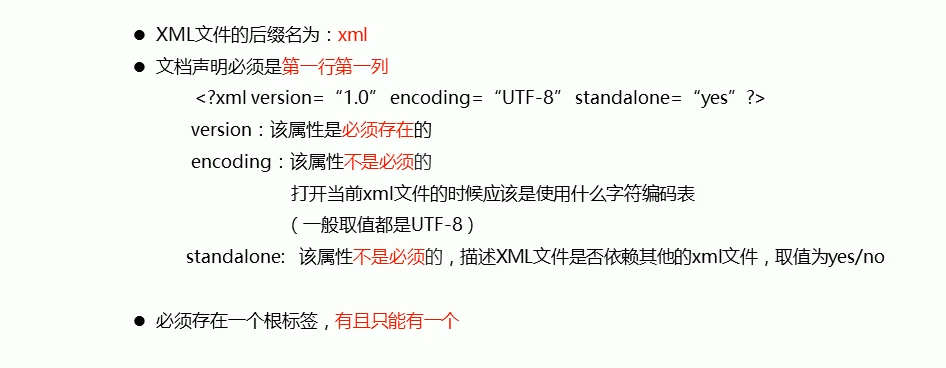 ● XML文件的后缀名为：xml
● 文档声明必须是第一行第一列
<?xml version=“1.0” encoding=“UTF-8” standalone=“yes”?>
version：该属性是必须存在的
encoding：该属性不是必须的
打开当前xml文件的时候应该是使用什么字符编码表
（一般取值都是UTF-8）
standalone: 该属性不是必须的，描述XML文件是否依赖其他的xml文件，取值为yes/no
● 必须存在一个根标签，有且只能有一个